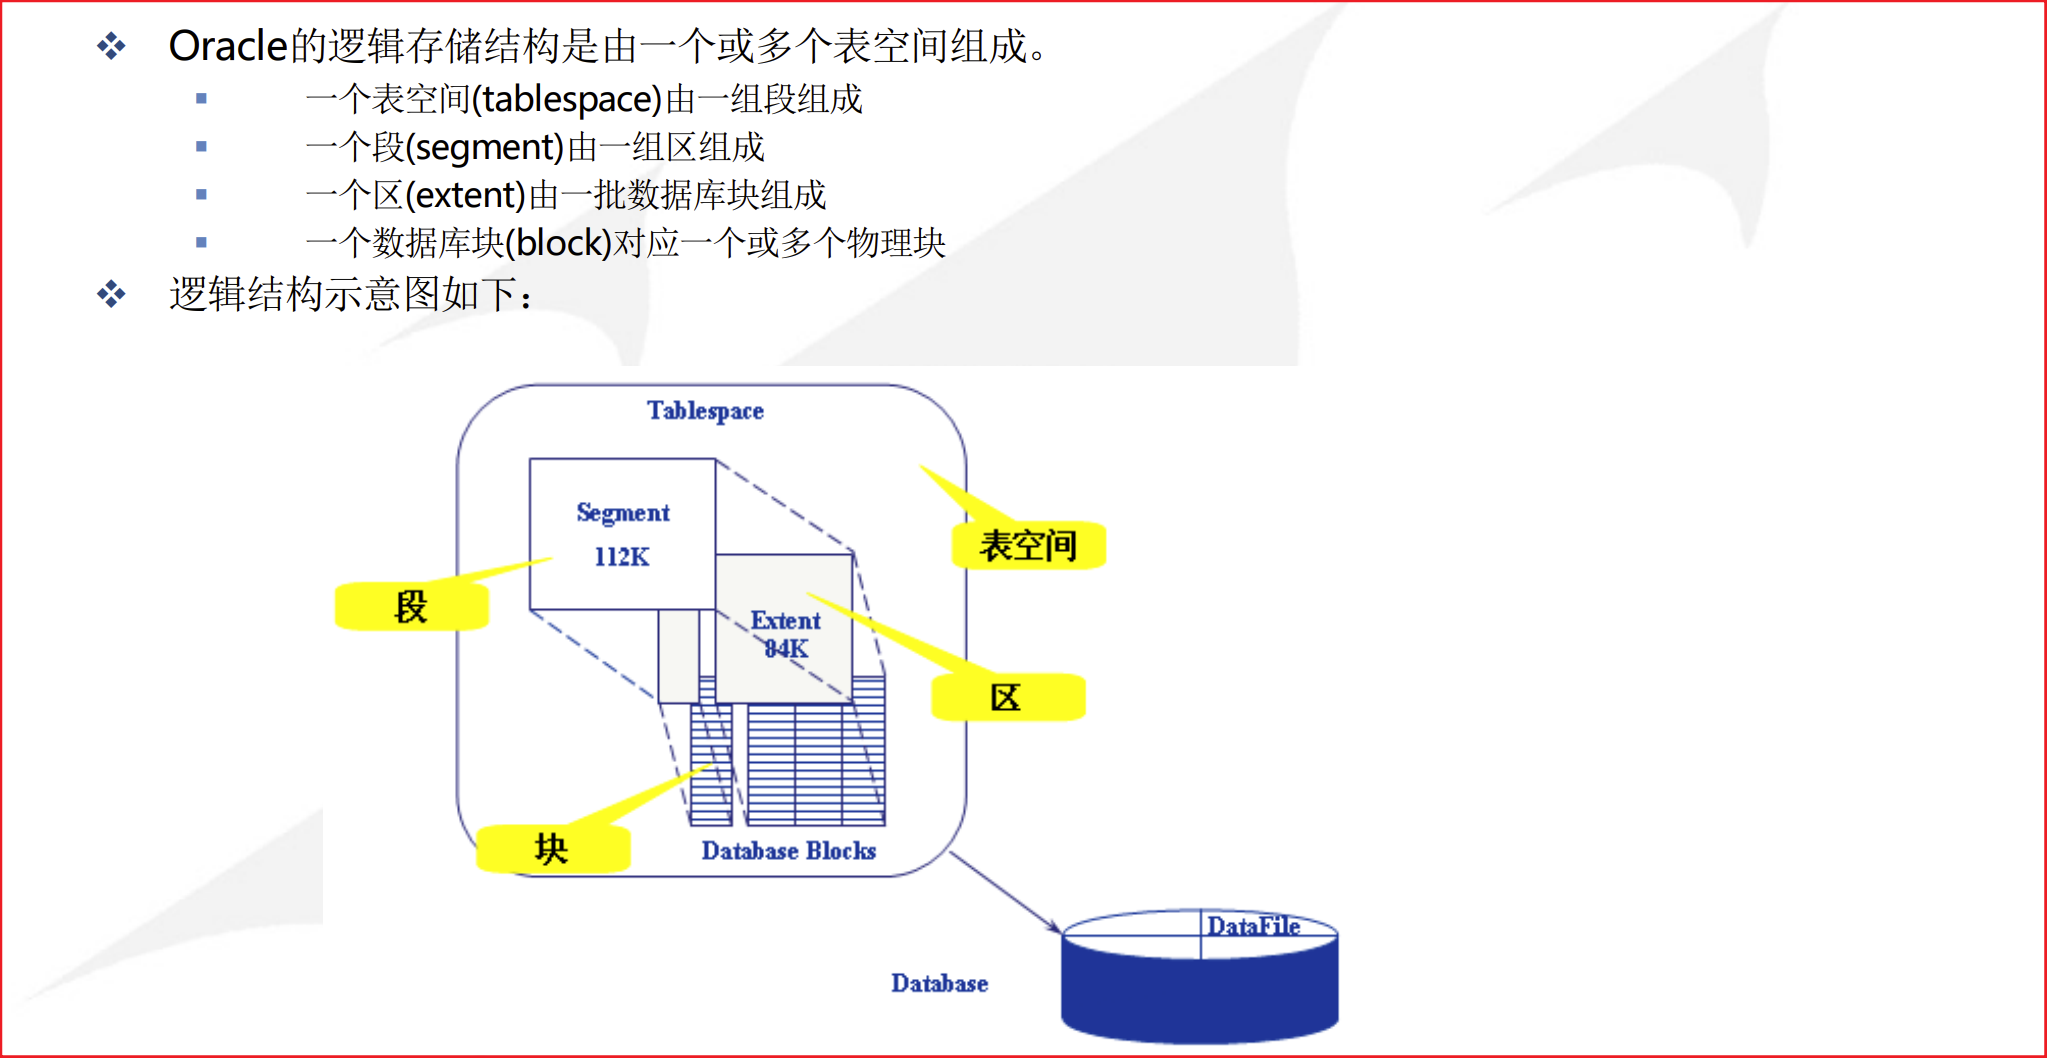 Oracle的逻辑存储结构是由一个或多个表空间组成。
一个表空间(tablespace)由一组段组成
一个段(segment)由一组区组成
一个区(extent)由一批数据库块组成
一个数据库块(block)对应一个或多个物理块
逻辑结构示意图如下：
Tablespace
Segment
112K
表空间
段
Extent
84K
区
块
Database Blocks
DataFile
Database